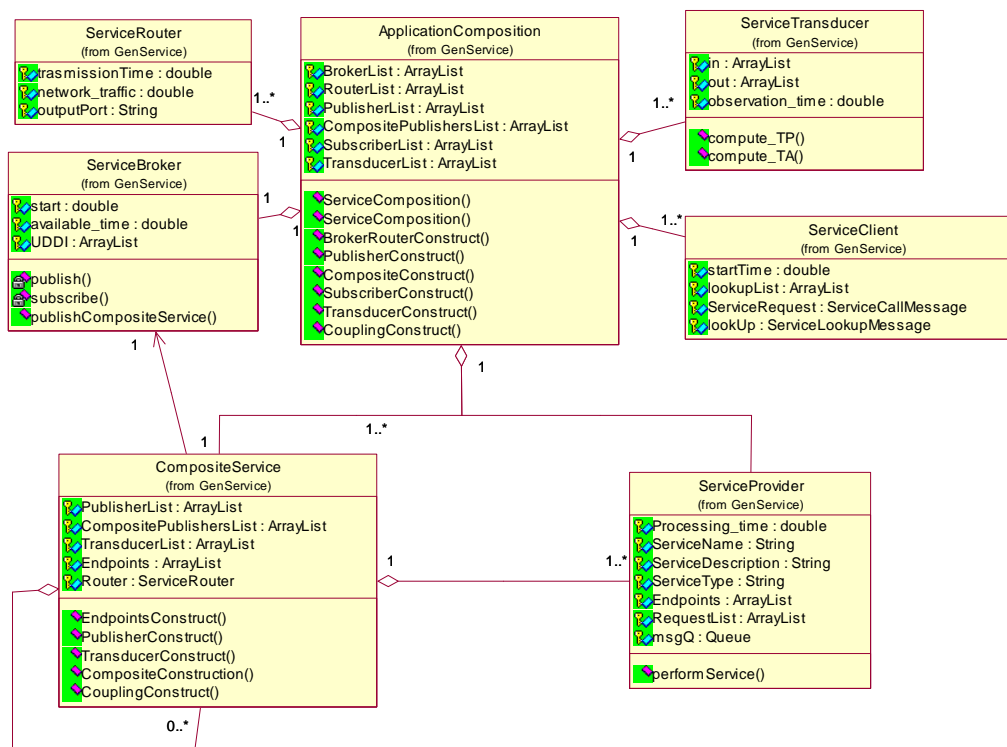 ServiceRouter
(from GenService)
trasmissionTime : double
network_traffic : double
outputPort : String
1..*
1
ApplicationComposition
(from GenService)
BrokerList : ArrayList
RouterList : ArrayList
PublisherList : ArrayList
CompositePublishersList : ArrayList
SubscriberList : ArrayList
TransducerList : ArrayList
ServiceComposition()
ServiceComposition()
BrokerRouterConstruct()
PublisherConstruct()
CompositeConstruct()
SubscriberConstruct()
TransducerConstruct()
CouplingConstruct()
ServiceTransducer
(from GenService)
in : ArrayList
out : ArrayList
observation_time : double
compute_TP()
compute_TA()
1..*
1
ServiceBroker
(from GenService)
start : double
available_time : double
UDDI : ArrayList
publish()
subscribe()
publishCompositeService()
1
1
ServiceClient
(from GenService)
startTime : double
lookupList : ArrayList
ServiceRequest : ServiceCallMessage
lookUp : ServiceLookupMessage
1..*
1
1
1
1
1..*
CompositeService
(from GenService)
PublisherList : ArrayList
CompositePublishersList : ArrayList
TransducerList : ArrayList
Endpoints : ArrayList
Router : ServiceRouter
EndpointsConstruct()
PublisherConstruct()
TransducerConstruct()
CompositeConstruction()
CouplingConstruct()
1
1..*
0..*
ServiceProvider
(from GenService)
Processing_time : double
ServiceName : String
ServiceDescription : String
ServiceType : String
Endpoints : ArrayList
RequestList : ArrayList
msgQ : Queue
performService()